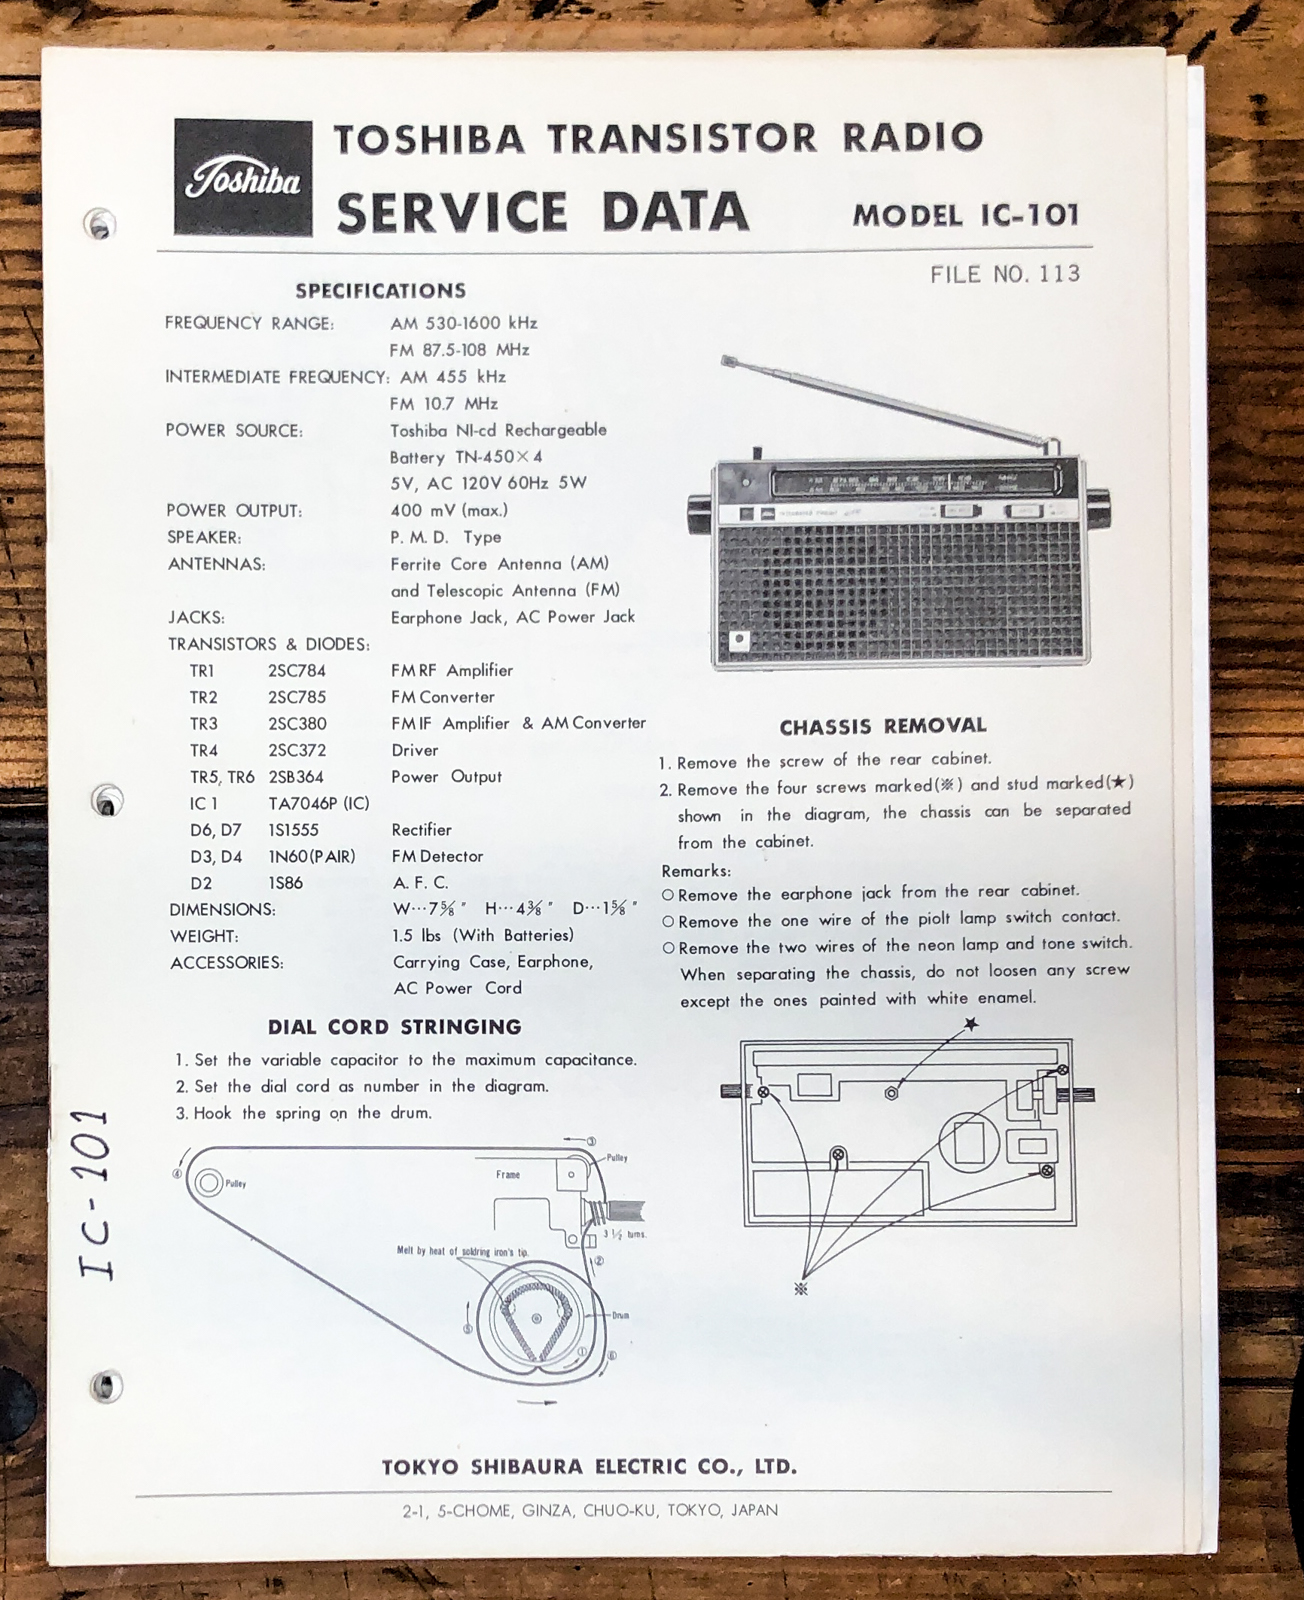 Toshiba
TOSHIBA TRANSISTOR RADIO
SERVICE DATA
MODEL IC-101
FILE NO. 113
SPECIFICATIONS
FREQUENCY RANGE: AM 530-1600 kHz
FM 87.5-108 MHz
INTERMEDIATE FREQUENCY: AM 455 kHz
FM 10.7 MHz
POWER SOURCE: Toshiba NI-cd Rechargeable
Battery TN-450×4
5V, AC 120V 60Hz 5W
POWER OUTPUT: 400 mV (max.)
SPEAKER: P. M. D. Type
ANTENNAS: Ferrite Core Antenna (AM)
and Telescopic Antenna (FM)
JACKS: Earphone Jack, AC Power Jack
TRANSISTORS & DIODES:
TR1 2SC784 FM RF Amplifier
TR2 2SC785 FM Converter
TR3 2SC380 FM IF Amplifier & AM Converter
TR4 2SC372 Driver
TR5, TR6 2SB364 Power Output
IC 1 TA7046P (IC)
D6, D7 1S1555 Rectifier
D3, D4 1N60(PAIR) FM Detector
D2 1S86 A. F. C.
DIMENSIONS: W···7⅝" H···4⅜" D···1⅝"
WEIGHT: 1.5 lbs (With Batteries)
ACCESSORIES: Carrying Case, Earphone,
AC Power Cord
DIAL CORD STRINGING
1. Set the variable capacitor to the maximum capacitance.
2. Set the dial cord as number in the diagram.
3. Hook the spring on the drum.
③
④
Pulley
Pulley
Frame
3 1/2 turns.
Melt by heat of soldring iron's tip.
②
Drum
⑤
①
⑥
CHASSIS REMOVAL
1. Remove the screw of the rear cabinet.
2. Remove the four screws marked(※) and stud marked(★)
shown in the diagram, the chassis can be separated
from the cabinet.
Remarks:
○ Remove the earphone jack from the rear cabinet.
○ Remove the one wire of the piolt lamp switch contact.
○ Remove the two wires of the neon lamp and tone switch.
When separating the chassis, do not loosen any screw
except the ones painted with white enamel.
★
※
IC-101
TOKYO SHIBAURA ELECTRIC CO., LTD.
2-1, 5-CHOME, GINZA, CHUO-KU, TOKYO, JAPAN